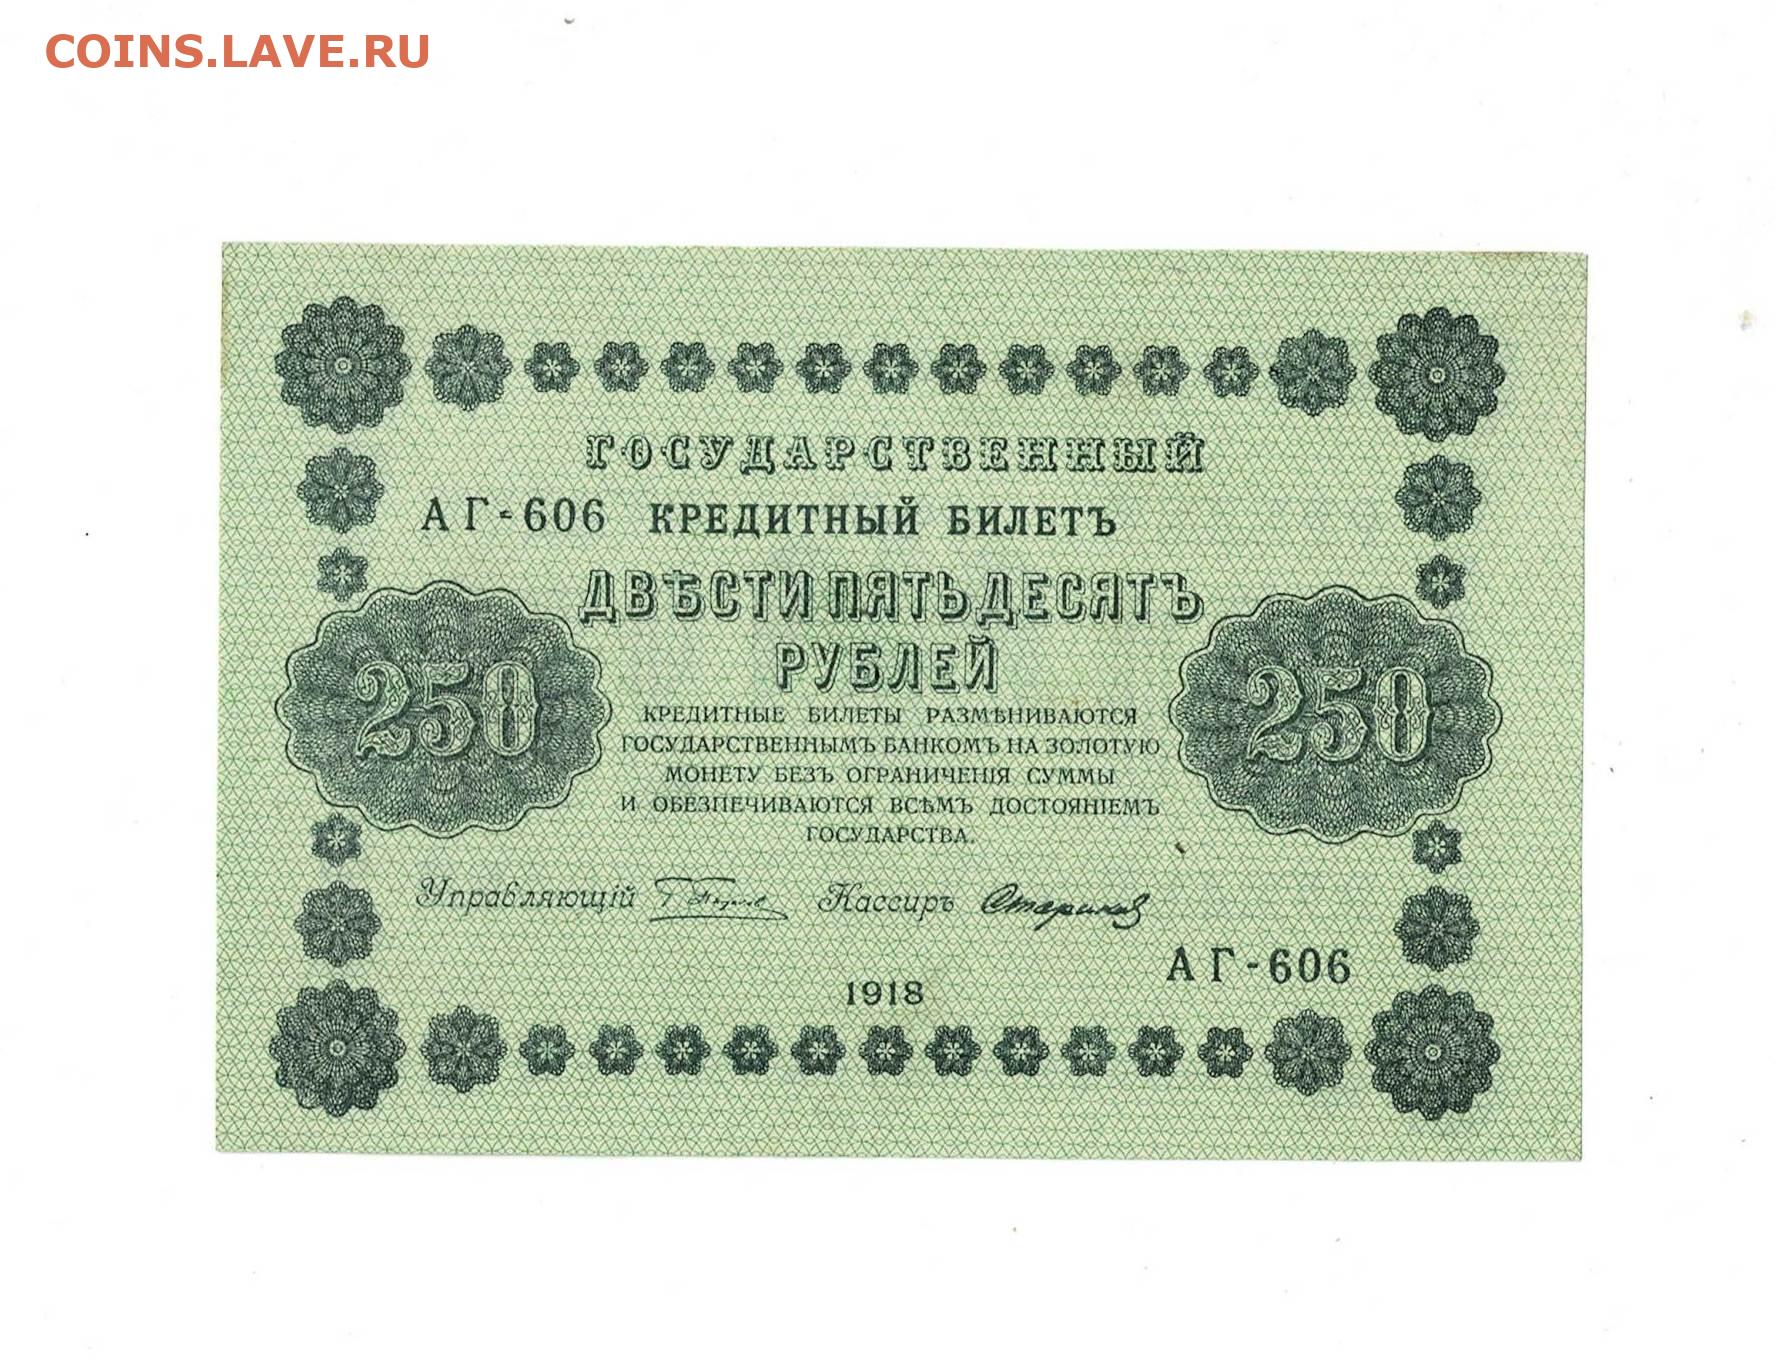 COINS.LAVE.RU
ГОСУДАРСТВЕННЫЙ
АГ-606 КРЕДИТНЫЙ БИЛЕТЪ
ДВѢСТИ ПЯТЬДЕСЯТЪ
РУБЛЕЙ
250
250
КРЕДИТНЫЕ БИЛЕТЫ РАЗМѢНИВАЮТСЯ
ГОСУДАРСТВЕННЫМЪ БАНКОМЪ НА ЗОЛОТУЮ
МОНЕТУ БЕЗЪ ОГРАНИЧЕНІЯ СУММЫ
И ОБЕЗПЕЧИВАЮТСЯ ВСѢМЪ ДОСТОЯНІЕМЪ
ГОСУДАРСТВА.
Управляющій Кассиръ Стариков
АГ-606
1918